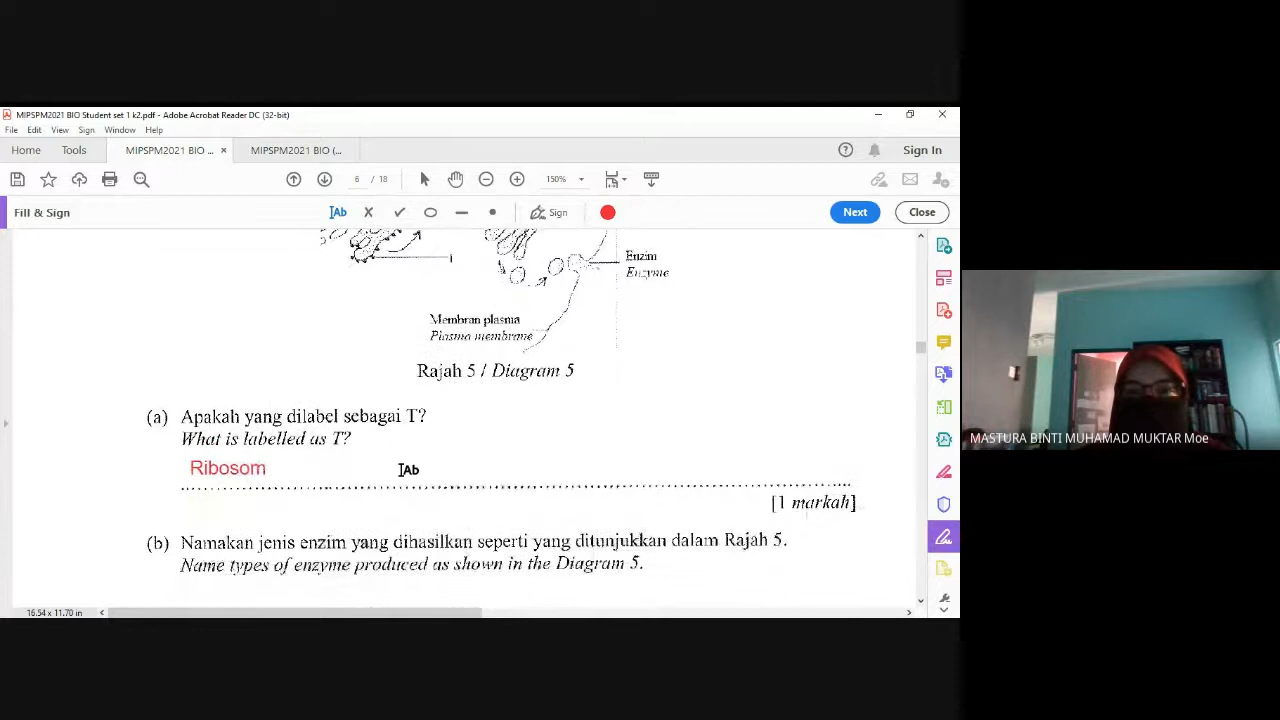 MIPSPM2021 BIO Student set 1 k2.pdf - Adobe Acrobat Reader DC (32-bit)
File Edit View Sign Window Help
Home Tools MIPSPM2021 BIO ... × MIPSPM2021 BIO (... Sign In
6 / 18 150%
Fill & Sign Ab Sign Next Close
Enzim
Enzyme
Membran plasma
Plasma membrane
Rajah 5 / Diagram 5
(a) Apakah yang dilabel sebagai T?
What is labelled as T?
Ribosom
Ab
[1 markah]
(b) Namakan jenis enzim yang dihasilkan seperti yang ditunjukkan dalam Rajah 5.
Name types of enzyme produced as shown in the Diagram 5.
16.54 x 11.70 in
MASTURA BINTI MUHAMAD MUKTAR Moe